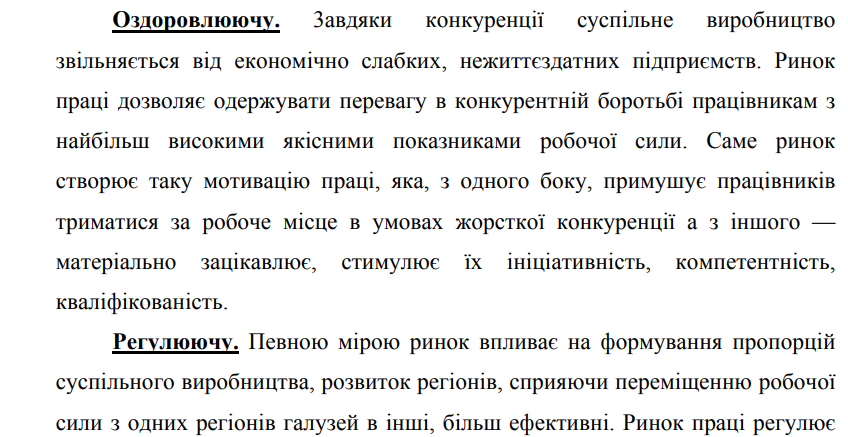 Оздоровлюючу. Завдяки конкуренції суспільне виробництво
звільняється від економічно слабких, нежиттєздатних підприємств. Ринок
праці дозволяє одержувати перевагу в конкурентній боротьбі працівникам з
найбільш високими якісними показниками робочої сили. Саме ринок
створює таку мотивацію праці, яка, з одного боку, примушує працівників
триматися за робоче місце в умовах жорсткої конкуренції а з іншого —
матеріально зацікавлює, стимулює їх ініціативність, компетентність,
кваліфікованість.
Регулюючу. Певною мірою ринок впливає на формування пропорцій
суспільного виробництва, розвиток регіонів, сприяючи переміщенню робочої
сили з одних регіонів галузей в інші, більш ефективні. Ринок праці регулює